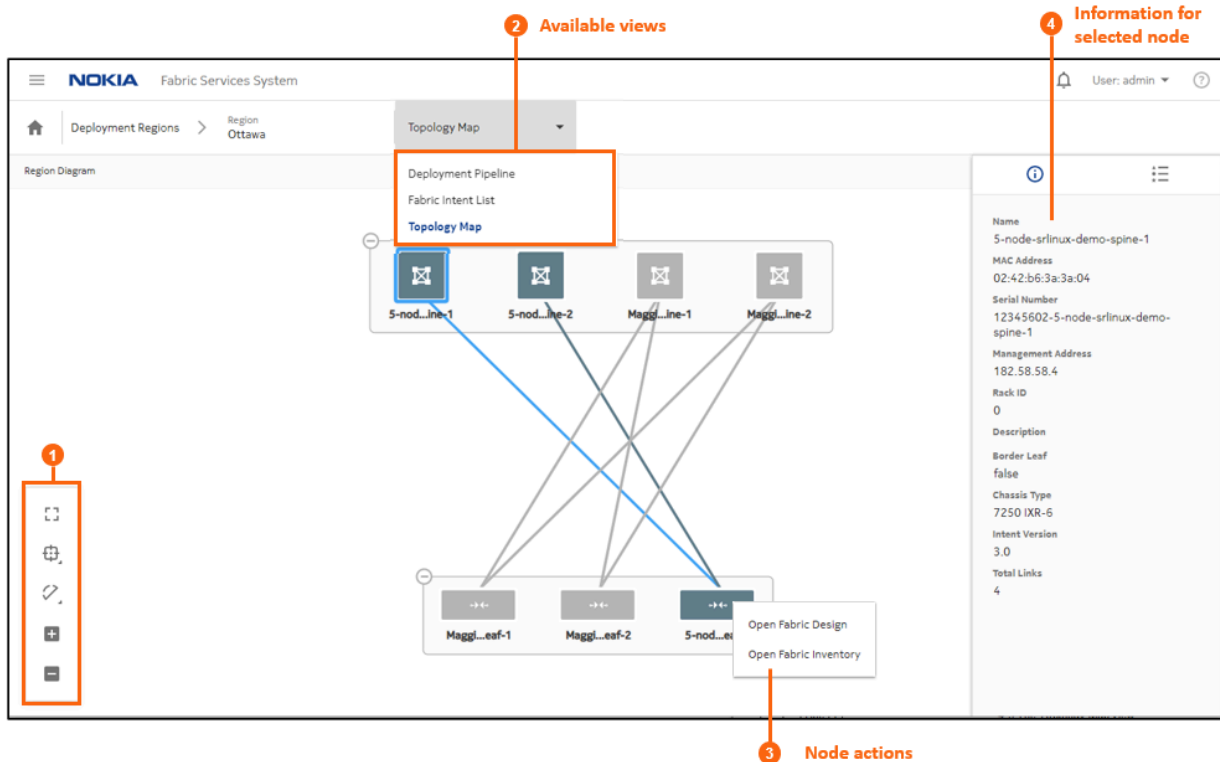 2 Available views
4 Information for
selected node
NOKIA Fabric Services System
User: admin
?
Deployment Regions
Region
Ottawa
Topology Map
Region Diagram
Deployment Pipeline
Fabric Intent List
Topology Map
5-nod...ine-1
5-nod...ine-2
Maggi...ine-1
Maggi...ine-2
Name
5-node-srlinux-demo-spine-1
MAC Address
02:42:b6:3a:3a:04
Serial Number
12345602-5-node-srlinux-demo-
spine-1
Management Address
182.58.58.4
Rack ID
0
Description
Border Leaf
false
Chassis Type
7250 IXR-6
Intent Version
3.0
Total Links
4
1
Maggi...eaf-1
Maggi...eaf-2
5-nod...ea
Open Fabric Design
Open Fabric Inventory
3 Node actions